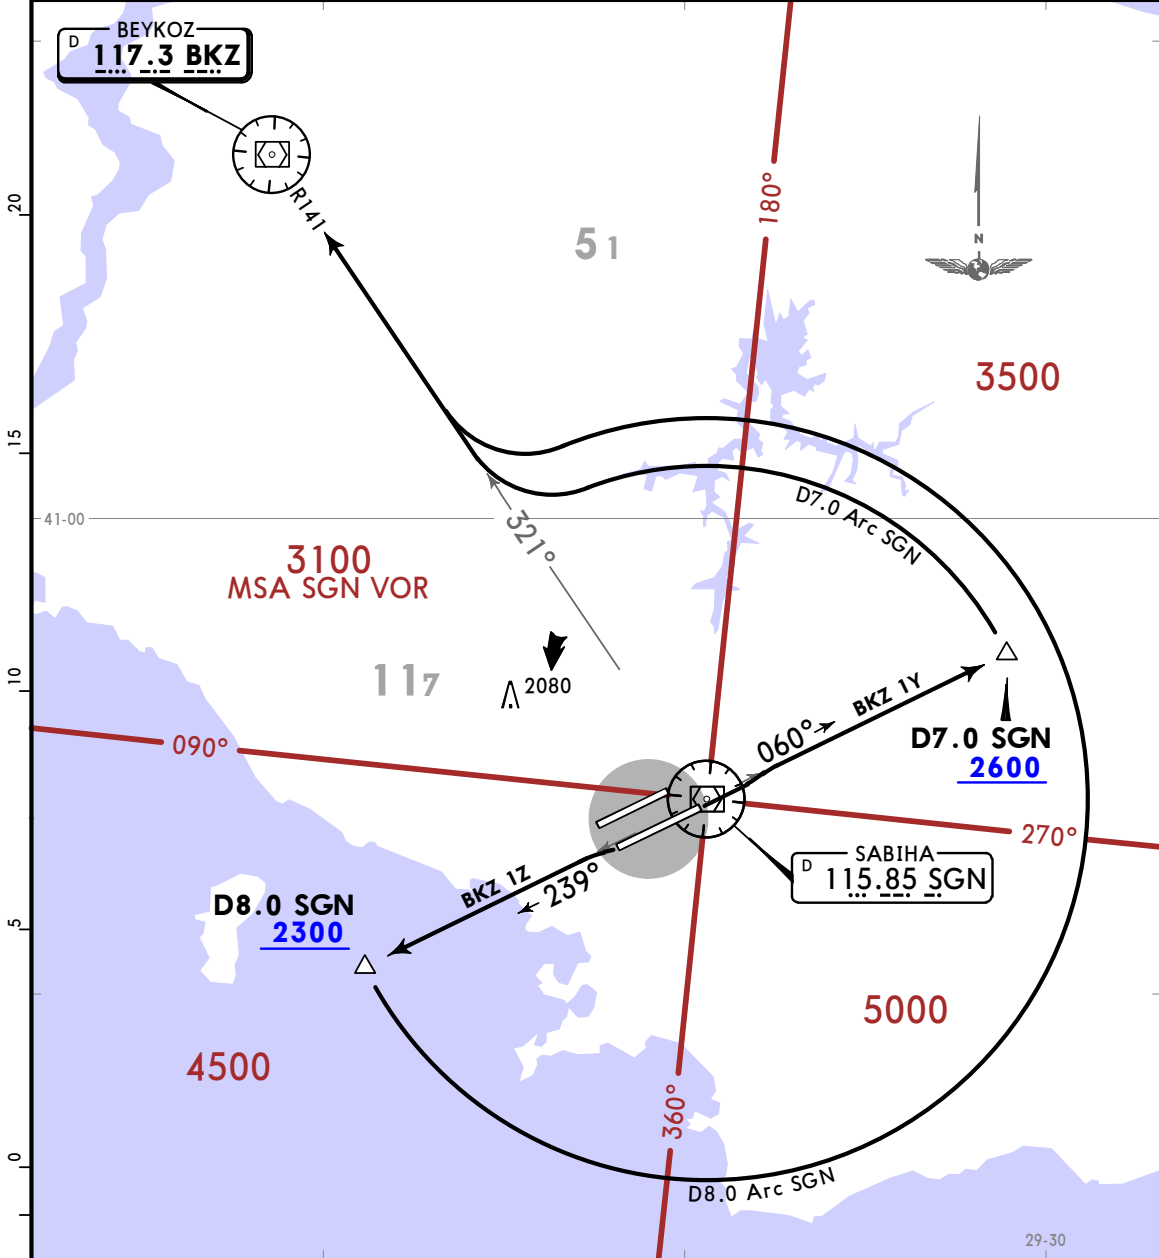 BEYKOZ
D 117.3 BKZ
R141
20
180°
51
N
3500
15
D7.0 Arc SGN
41-00
321°
3100
MSA SGN VOR
117
2080
10
BKZ 1Y
060°
D7.0 SGN
2600
090°
270°
SABIHA
D 115.85 SGN
BKZ 1Z
239°
D8.0 SGN
2300
5
5000
4500
360°
0
D8.0 Arc SGN
29-30